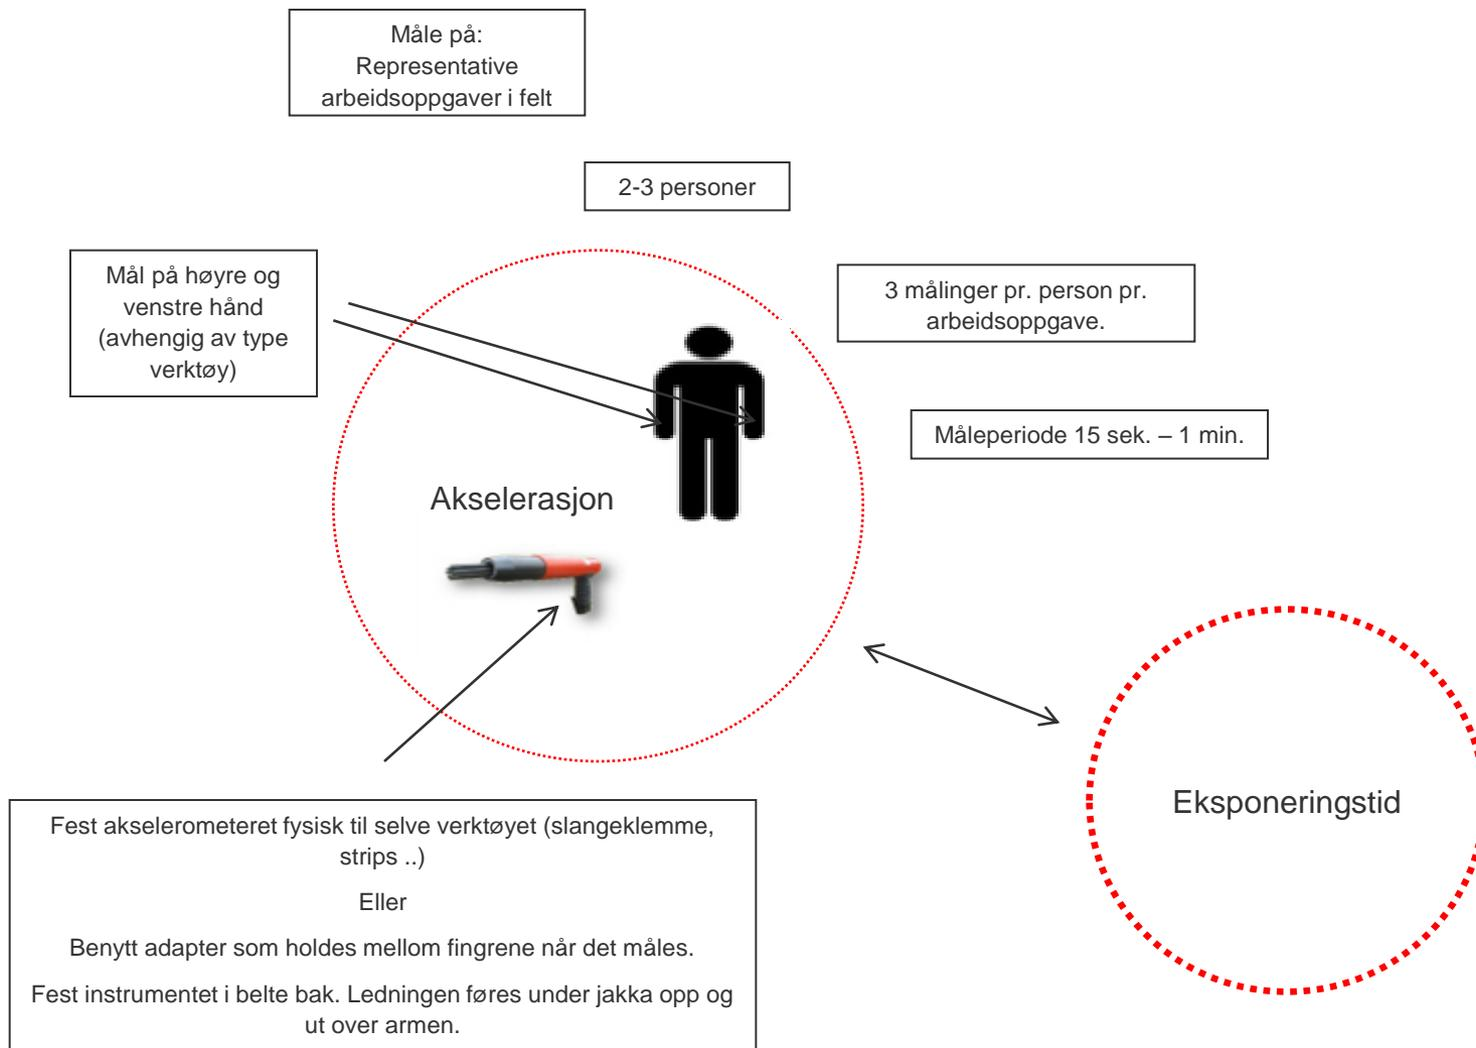 Måle på:
Representative
arbeidsoppgaver i felt
2-3 personer
Mål på høyre og
venstre hånd
(avhengig av type
verktøy)
3 målinger pr. person pr.
arbeidsoppgave.
Måleperiode 15 sek. – 1 min.
Akselerasjon
Eksponeringstid
Fest akselerometeret fysisk til selve verktøyet (slangeklemme,
strips ..)
Eller
Benytt adapter som holdes mellom fingrene når det måles.
Fest instrumentet i belte bak. Ledningen føres under jakka opp og
ut over armen.